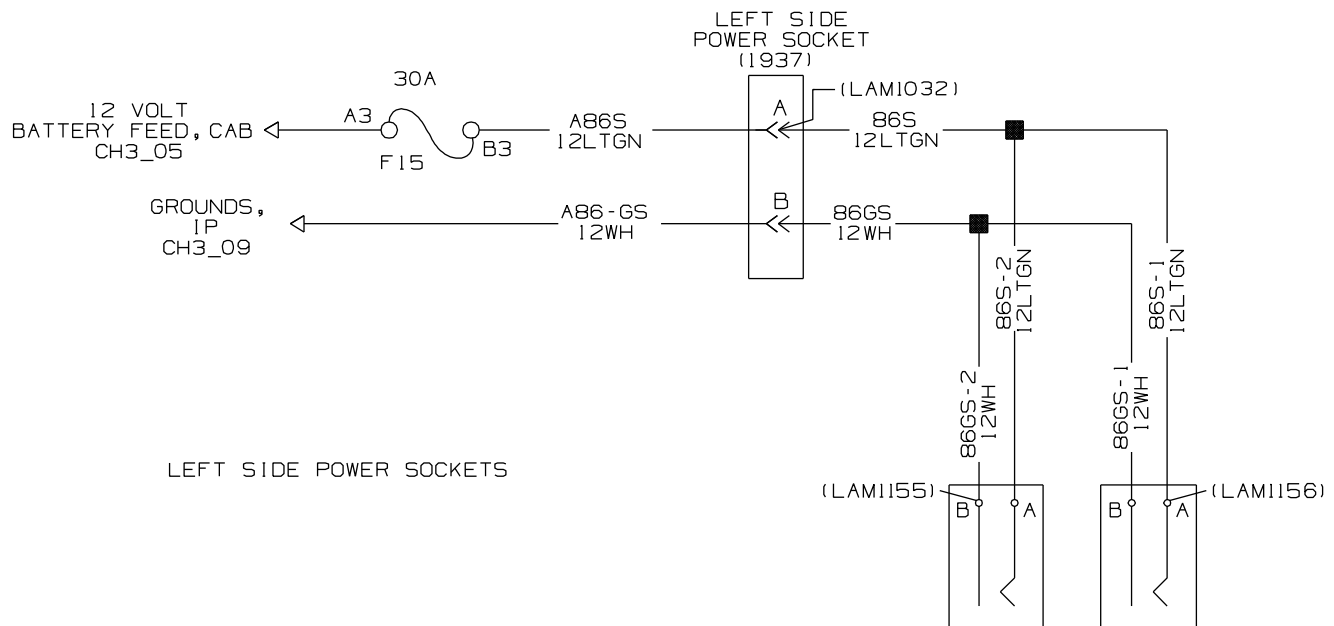 LEFT SIDE
POWER SOCKET
(1937)
30A
(LAM1032)
12 VOLT
BATTERY FEED, CAB
CH3_05
A3
B3
F15
A86S
12LTGN
A
86S
12LTGN
GROUNDS,
IP
CH3_09
A86-GS
12WH
B
86GS
12WH
86S-2
12LTGN
86S-1
12LTGN
86GS-2
12WH
86GS-1
12WH
LEFT SIDE POWER SOCKETS
(LAM1155)
B
A
B
A
(LAM1156)